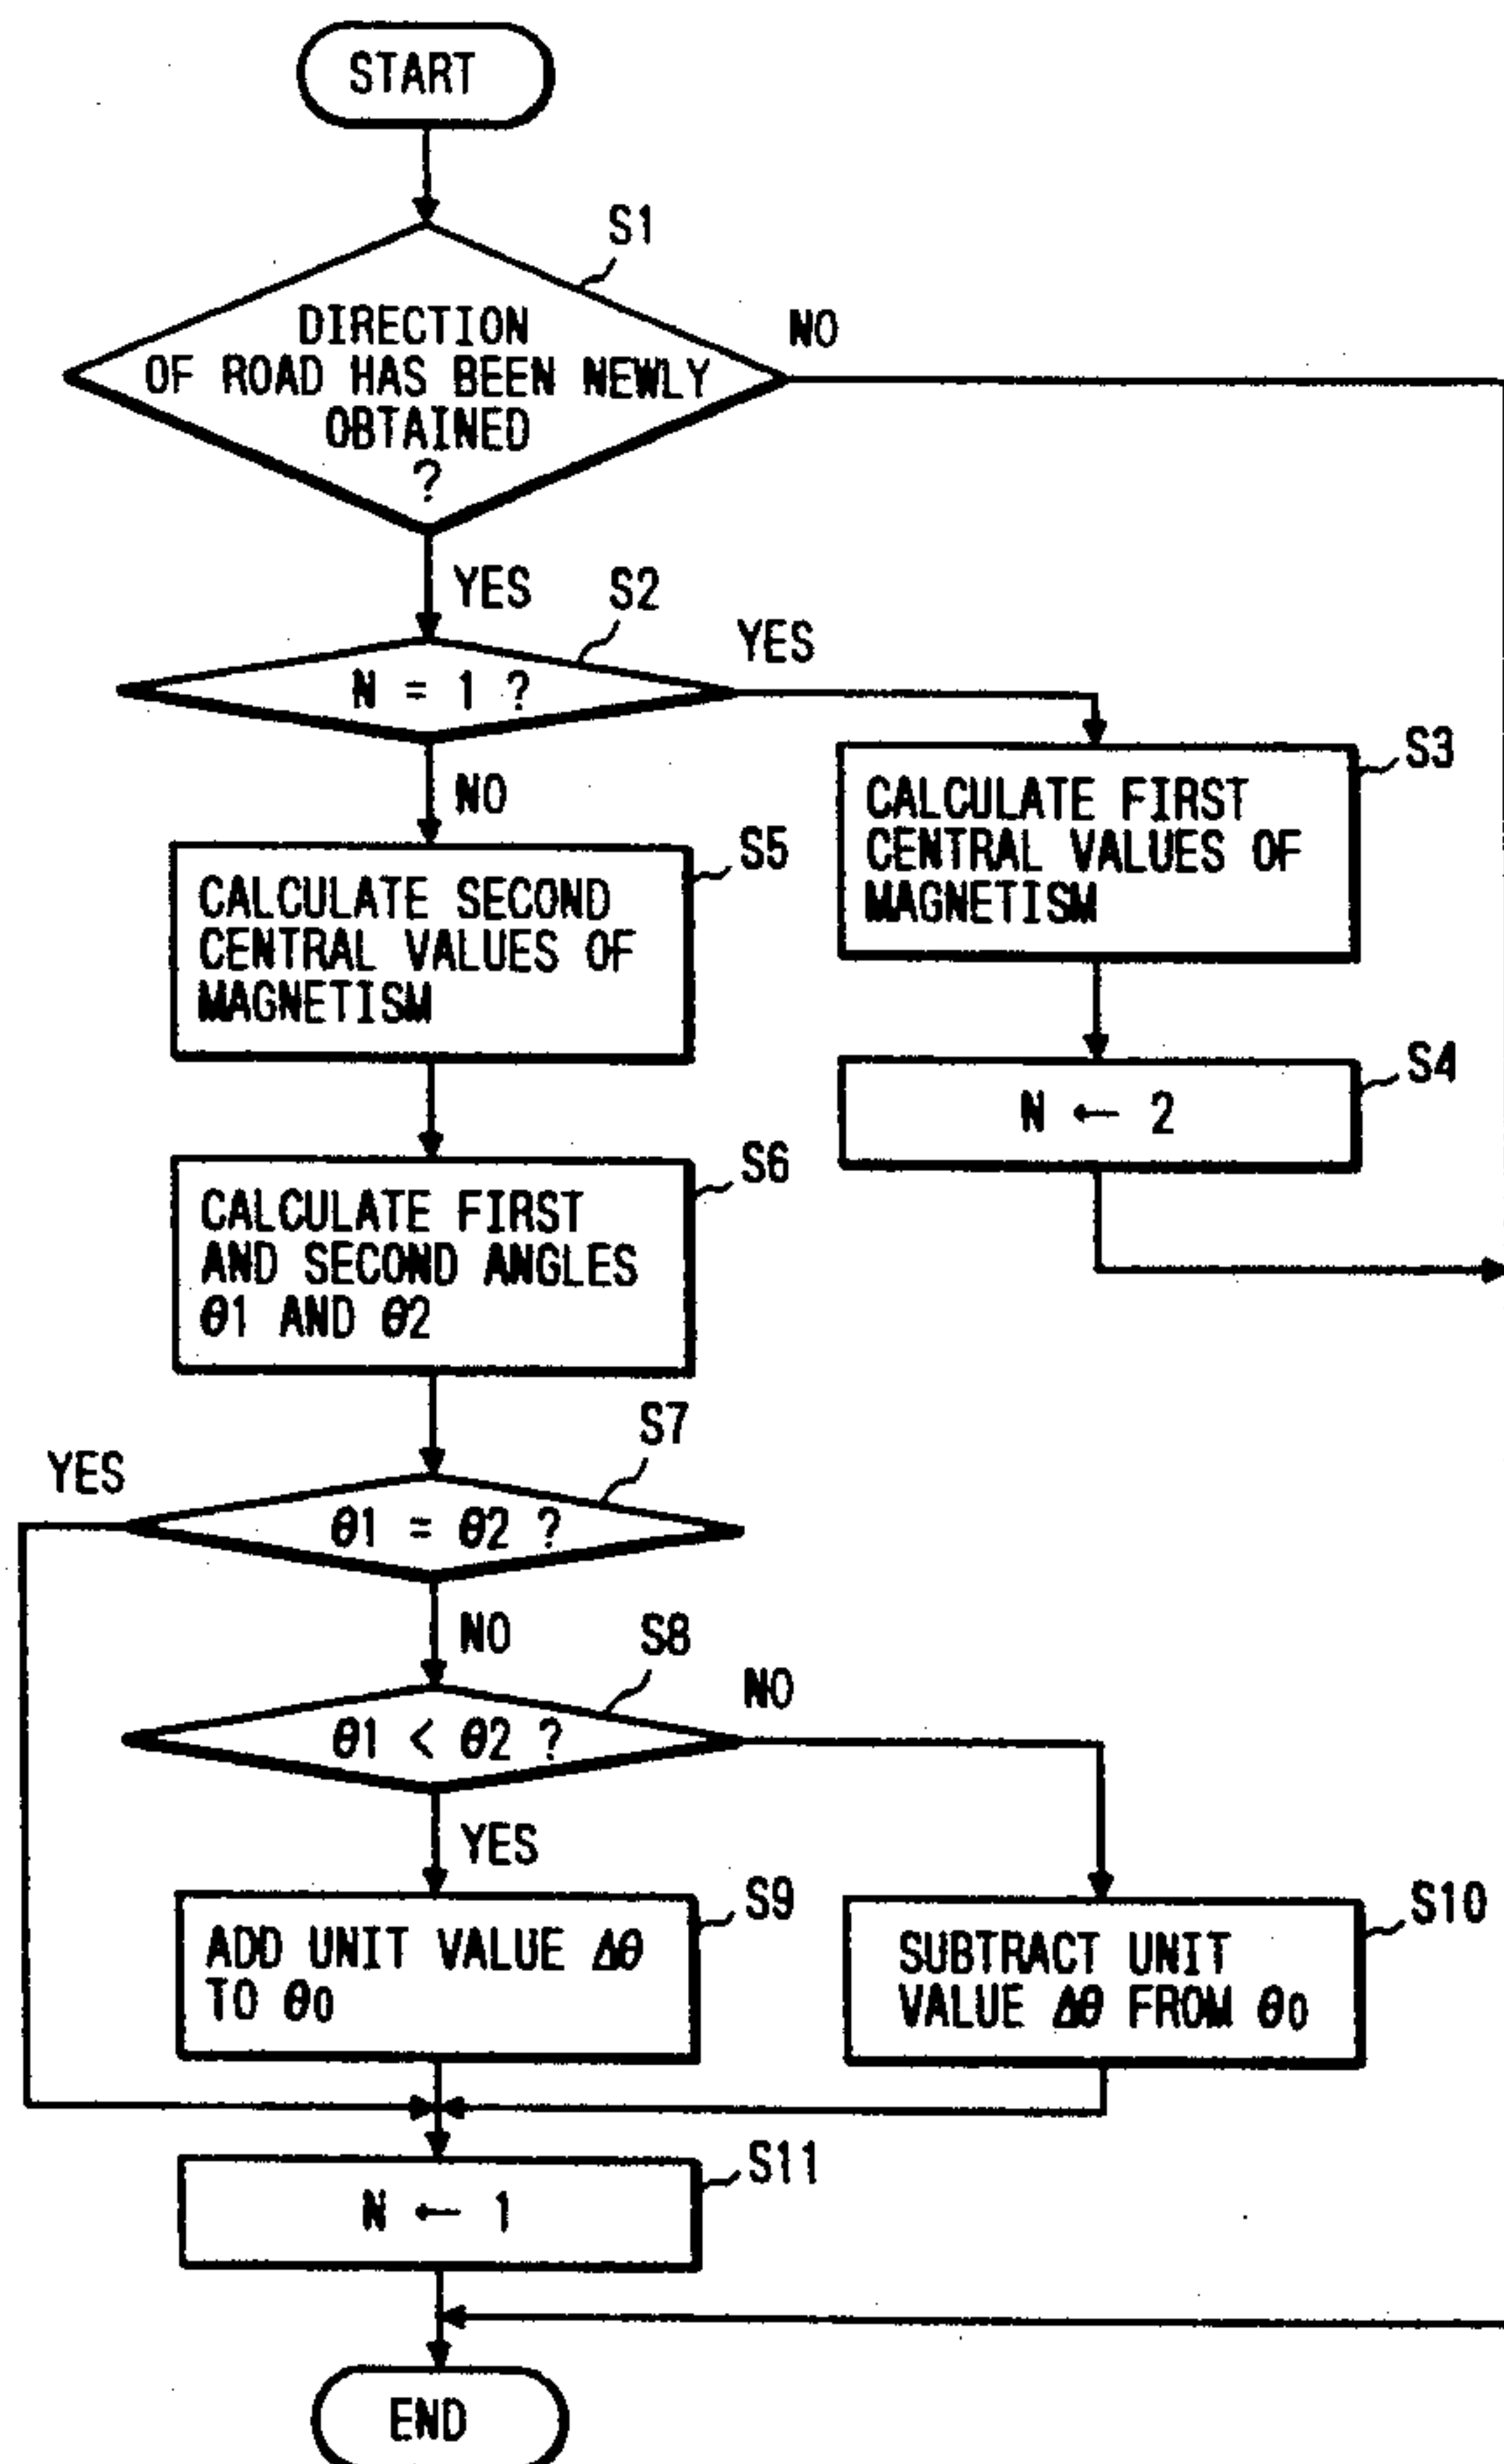 START
S1
DIRECTION
OF ROAD HAS BEEN NEWLY
OBTAINED
?
NO
YES
S2
N = 1 ?
YES
NO
S3
CALCULATE FIRST
CENTRAL VALUES OF
MAGNETISM
S5
CALCULATE SECOND
CENTRAL VALUES OF
MAGNETISM
S4
N ← 2
S6
CALCULATE FIRST
AND SECOND ANGLES
θ1 AND θ2
S7
YES
θ1 = θ2 ?
NO
S8
θ1 < θ2 ?
NO
YES
S9
ADD UNIT VALUE Δθ
TO θ0
S10
SUBTRACT UNIT
VALUE Δθ FROM θ0
S11
N ← 1
END